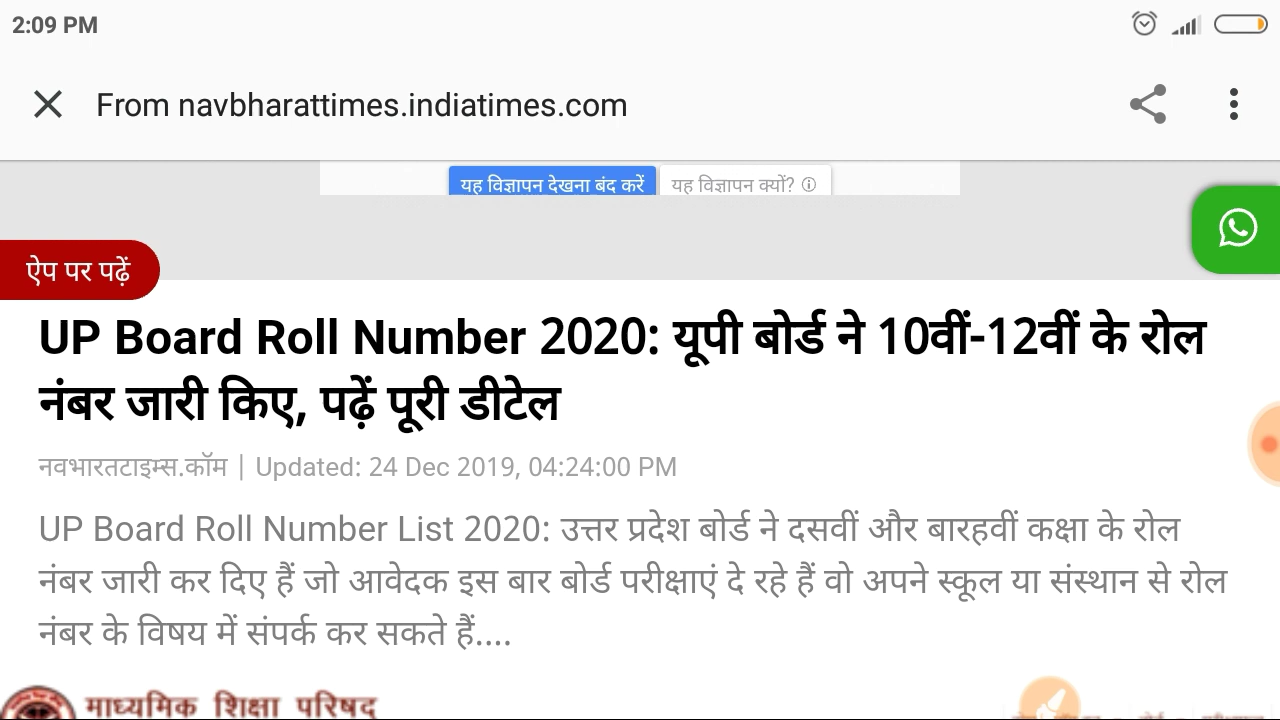 2:09 PM
From navbharattimes.indiatimes.com
यह विज्ञापन देखना बंद करें यह विज्ञापन क्यों?
ऐप पर पढ़ें
UP Board Roll Number 2020: यूपी बोर्ड ने 10वीं-12वीं के रोल
नंबर जारी किए, पढ़ें पूरी डीटेल
नवभारतटाइम्स.कॉम | Updated: 24 Dec 2019, 04:24:00 PM
UP Board Roll Number List 2020: उत्तर प्रदेश बोर्ड ने दसवीं और बारहवीं कक्षा के रोल
नंबर जारी कर दिए हैं जो आवेदक इस बार बोर्ड परीक्षाएं दे रहे हैं वो अपने स्कूल या संस्थान से रोल
नंबर के विषय में संपर्क कर सकते हैं....
माध्यमिक शिक्षा परिषद